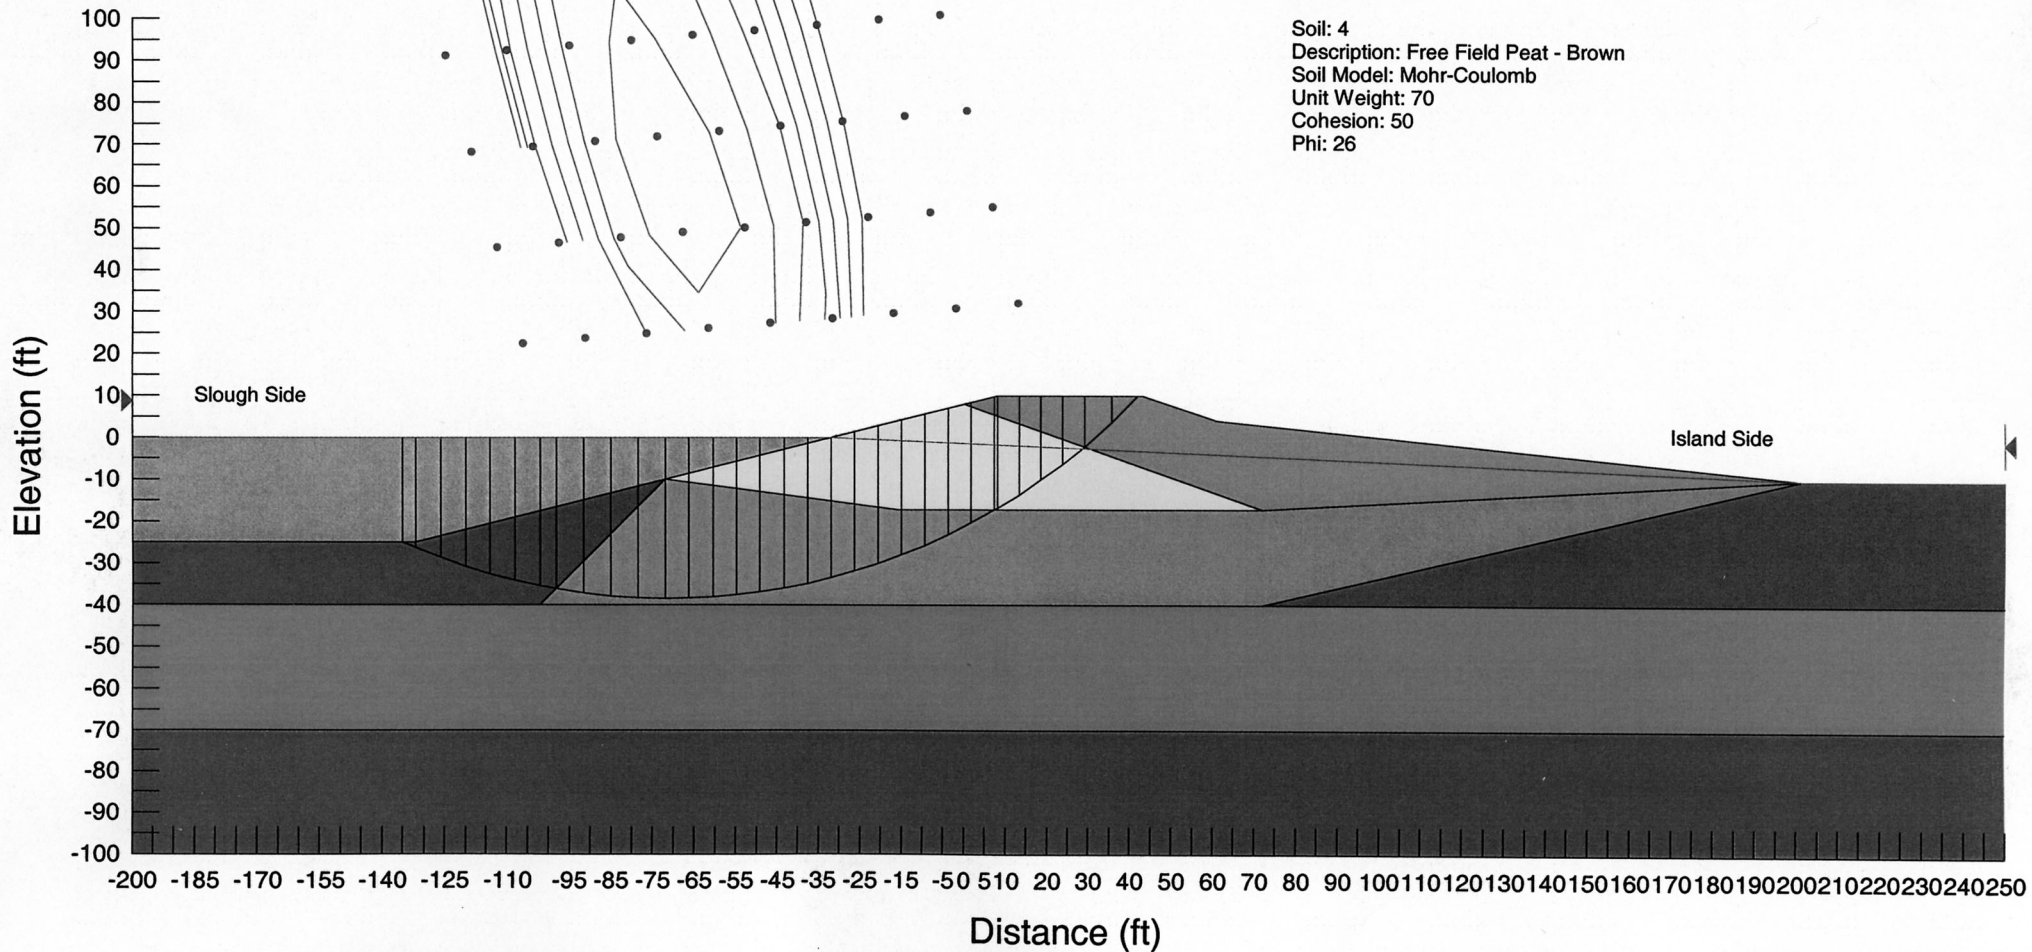 Soil: 4
Description: Free Field Peat - Brown
Soil Model: Mohr-Coulomb
Unit Weight: 70
Cohesion: 50
Phi: 26
100
90
80
70
60
50
40
30
20
10
0
-10
-20
-30
-40
-50
-60
-70
-80
-90
-100
Elevation (ft)
Slough Side
Island Side
-200 -185 -170 -155 -140 -125 -110 -95 -85 -75 -65 -55 -45 -35 -25 -15 -5 0 5 10 20 30 40 50 60 70 80 90 100 110 120 130 140 150 160 170 180 190 200 210 220 230 240 250
Distance (ft)